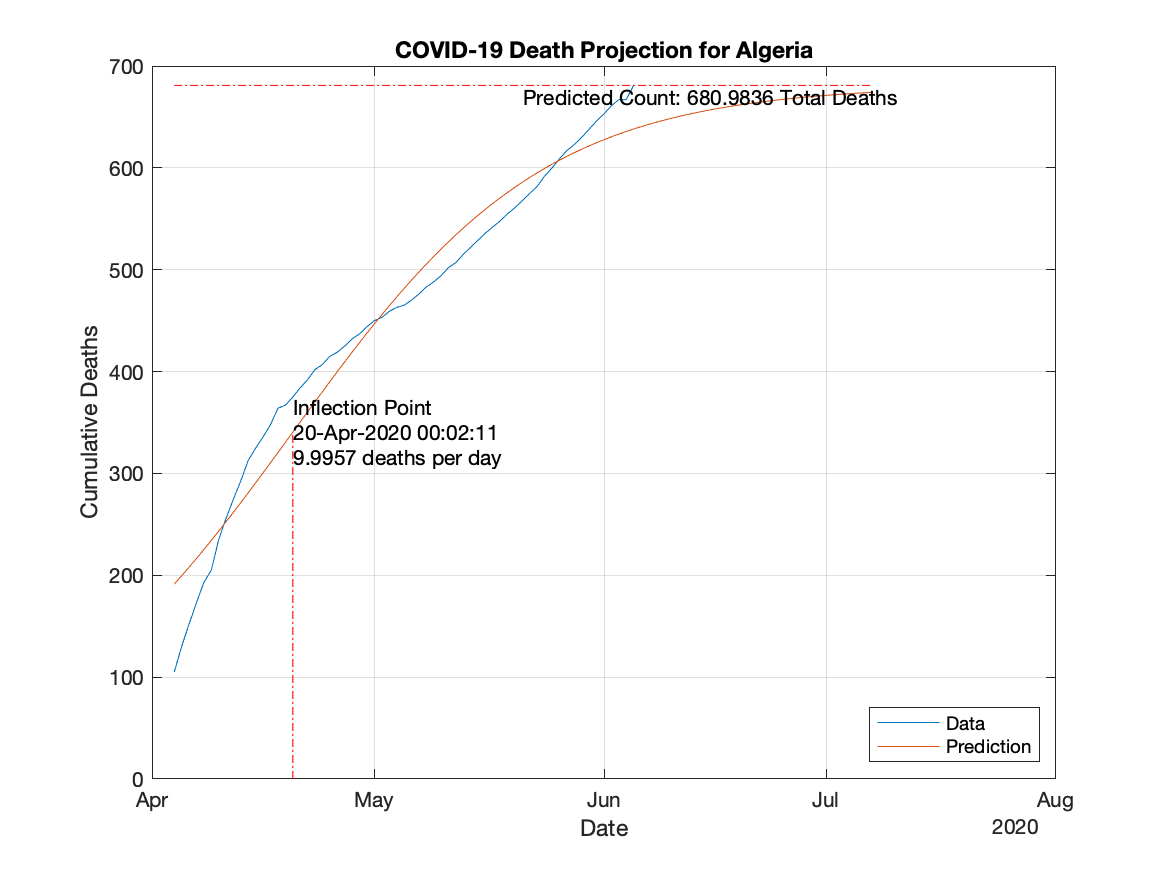 COVID-19 Death Projection for Algeria
700
600
500
400
300
200
100
0
Cumulative Deaths
Predicted Count: 680.9836 Total Deaths
Inflection Point
20-Apr-2020 00:02:11
9.9957 deaths per day
Data
Prediction
Apr May Jun Jul Aug
Date
2020